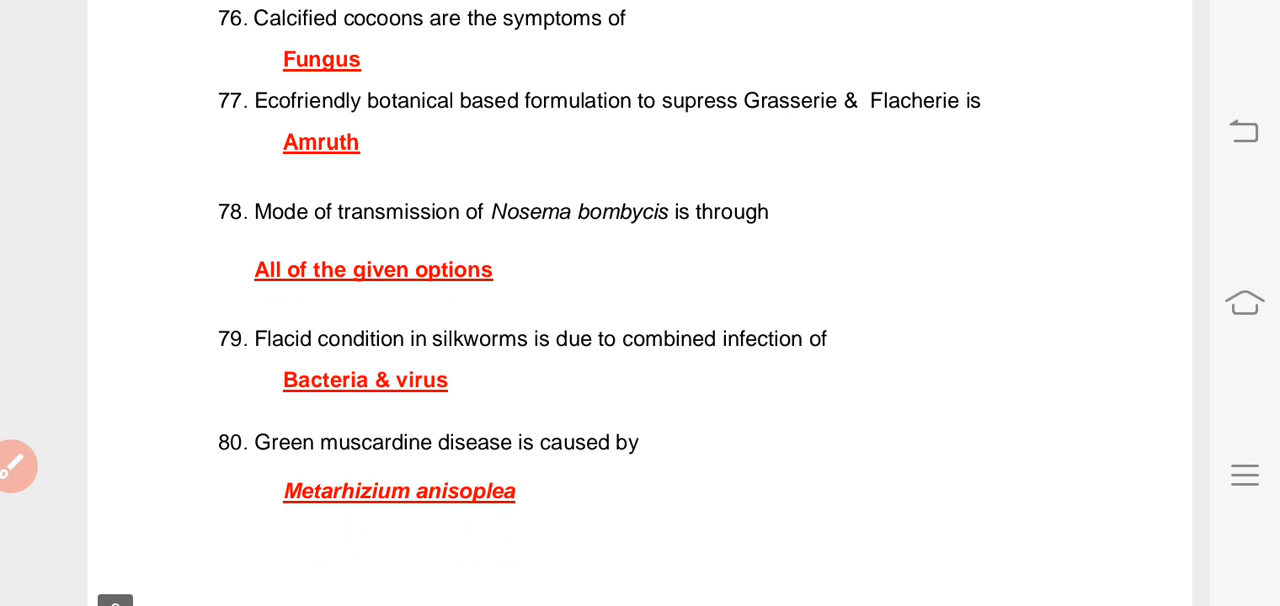 76. Calcified cocoons are the symptoms of
Fungus
77. Ecofriendly botanical based formulation to supress Grasserie & Flacherie is
Amruth
78. Mode of transmission of Nosema bombycis is through
All of the given options
79. Flacid condition in silkworms is due to combined infection of
Bacteria & virus
80. Green muscardine disease is caused by
Metarhizium anisoplea